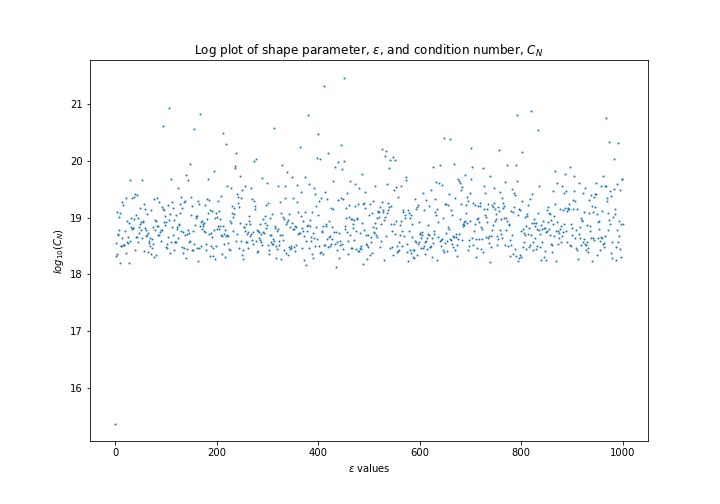 Log plot of shape parameter, ε, and condition number, C_N
21
20
19
18
17
16
log₁₀(C_N)
0 200 400 600 800 1000
ε values